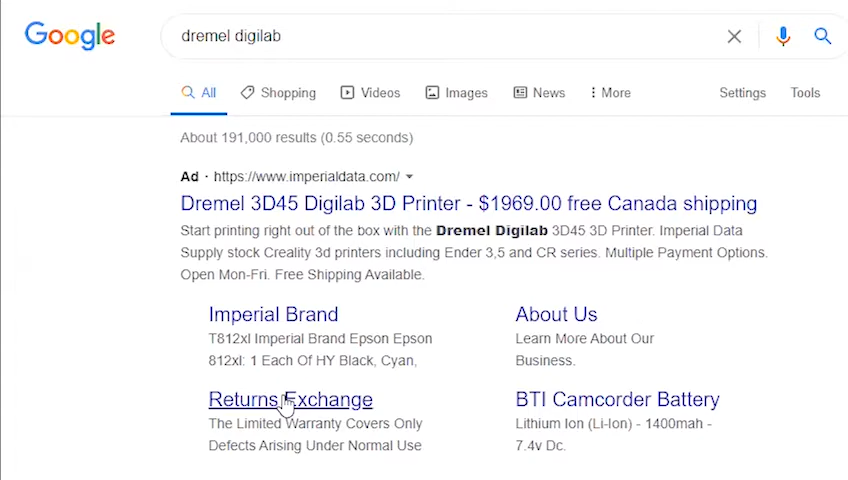 Google
dremel digilab
All Shopping Videos Images News More Settings Tools
About 191,000 results (0.55 seconds)
Ad · https://www.imperialdata.com/
Dremel 3D45 Digilab 3D Printer - $1969.00 free Canada shipping
Start printing right out of the box with the Dremel Digilab 3D45 3D Printer. Imperial Data
Supply stock Creality 3d printers including Ender 3,5 and CR series. Multiple Payment Options.
Open Mon-Fri. Free Shipping Available.
Imperial Brand
T812xl Imperial Brand Epson Epson
812xl: 1 Each Of HY Black, Cyan,
About Us
Learn More About Our
Business.
Returns Exchange
The Limited Warranty Covers Only
Defects Arising Under Normal Use
BTI Camcorder Battery
Lithium Ion (Li-Ion) - 1400mah -
7.4v Dc.